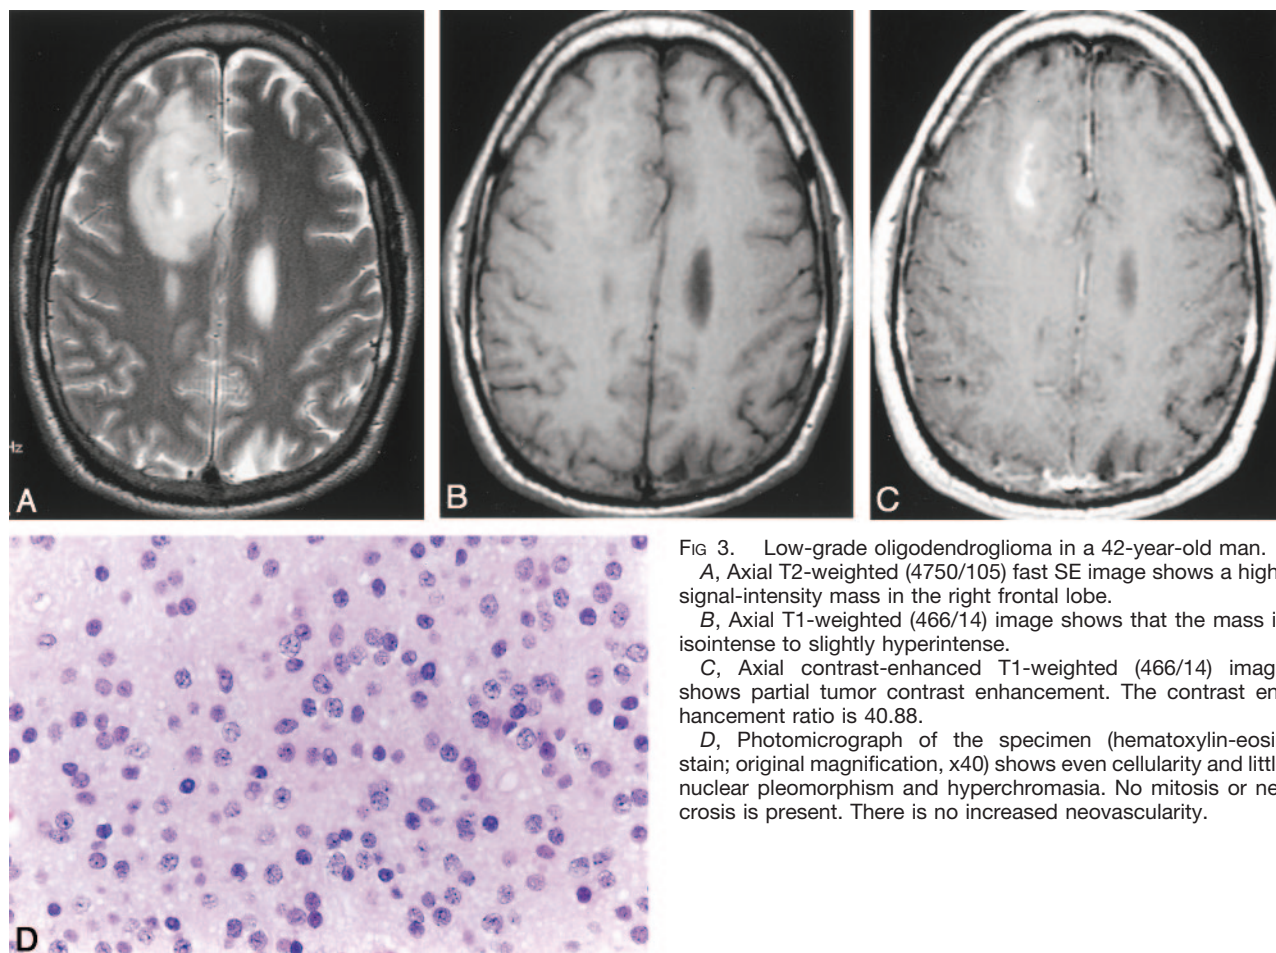 Hz
A
B
C
D
FIG 3. Low-grade oligodendroglioma in a 42-year-old man.
A, Axial T2-weighted (4750/105) fast SE image shows a high
signal-intensity mass in the right frontal lobe.
B, Axial T1-weighted (466/14) image shows that the mass i
isointense to slightly hyperintense.
C, Axial contrast-enhanced T1-weighted (466/14) imag
shows partial tumor contrast enhancement. The contrast en
hancement ratio is 40.88.
D, Photomicrograph of the specimen (hematoxylin-eosi
stain; original magnification, x40) shows even cellularity and littl
nuclear pleomorphism and hyperchromasia. No mitosis or ne
crosis is present. There is no increased neovascularity.